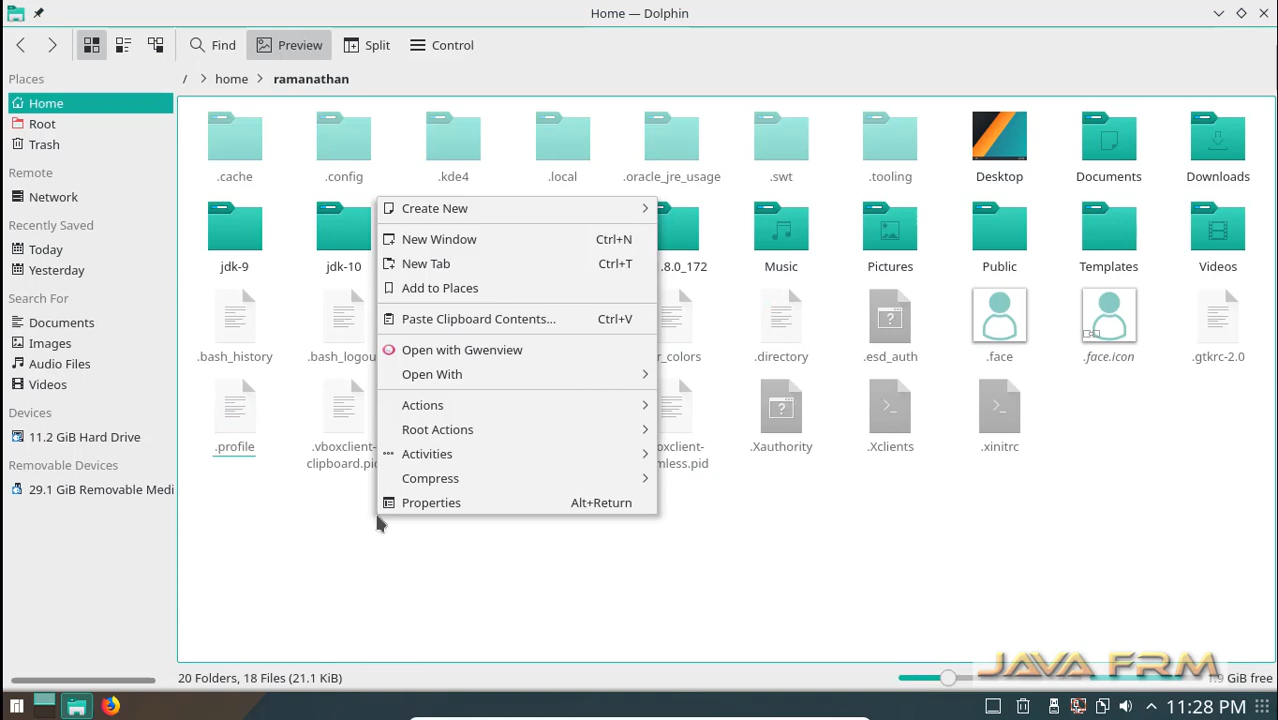 Home — Dolphin
Find
Preview
Split
Control
/ > home > ramanathan
Places
Home
Root
Trash
Remote
Network
Recently Saved
Today
Yesterday
Search For
Documents
Images
Audio Files
Videos
Devices
11.2 GiB Hard Drive
Removable Devices
29.1 GiB Removable Medi
.cache
.config
.kde4
.local
.oracle_jre_usage
.swt
.tooling
Desktop
Documents
Downloads
jdk-9
jdk-10
.8.0_172
Music
Pictures
Public
Templates
Videos
.bash_history
.bash_logou
r_colors
.directory
.esd_auth
.face
.face.icon
.gtkrc-2.0
.profile
.vboxclient-
clipboard.pid
oxclient-
mless.pid
.Xauthority
.Xclients
.xinitrc
Create New
New Window Ctrl+N
New Tab Ctrl+T
Add to Places
Paste Clipboard Contents... Ctrl+V
Open with Gwenview
Open With
Actions
Root Actions
Activities
Compress
Properties Alt+Return
20 Folders, 18 Files (21.1 KiB)
JAVA FRM
GiB free
11:28 PM